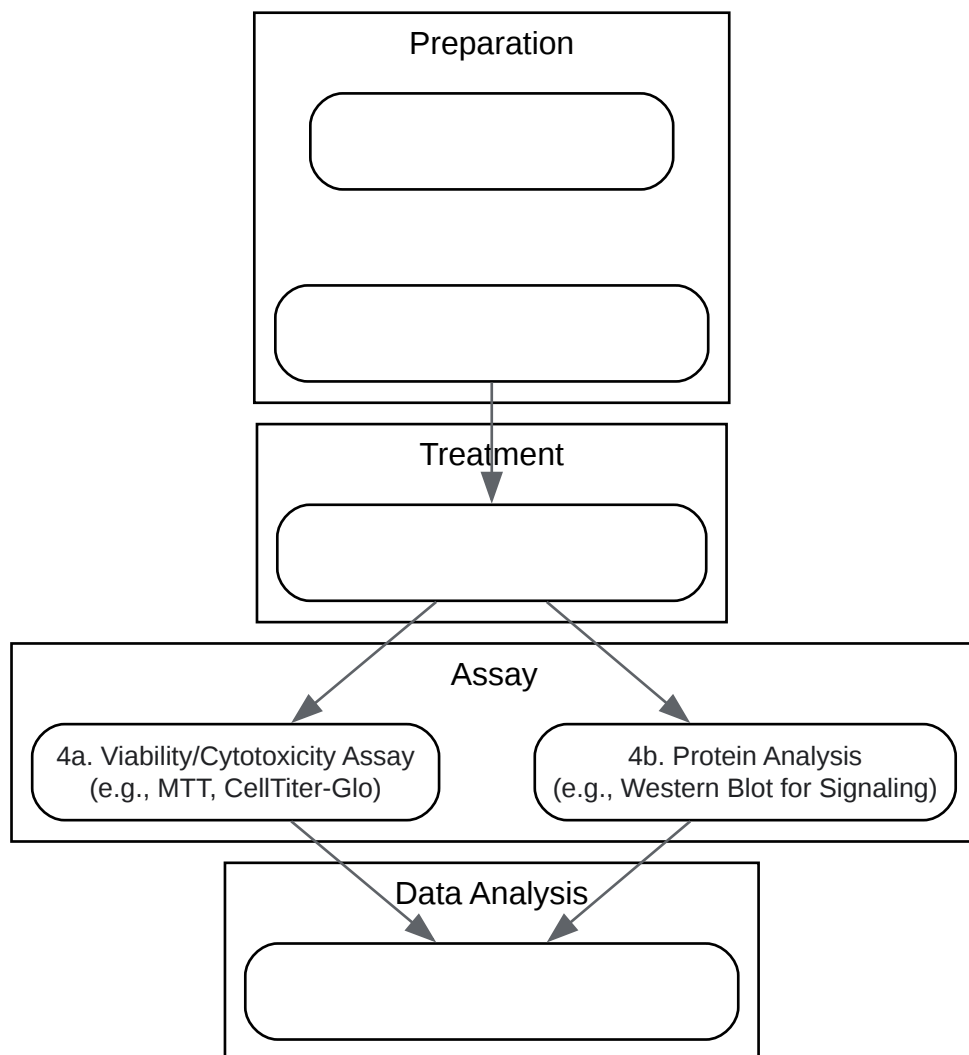 Preparation
Treatment
Assay
4a. Viability/Cytotoxicity Assay
(e.g., MTT, CellTiter-Glo)
4b. Protein Analysis
(e.g., Western Blot for Signaling)
Data Analysis